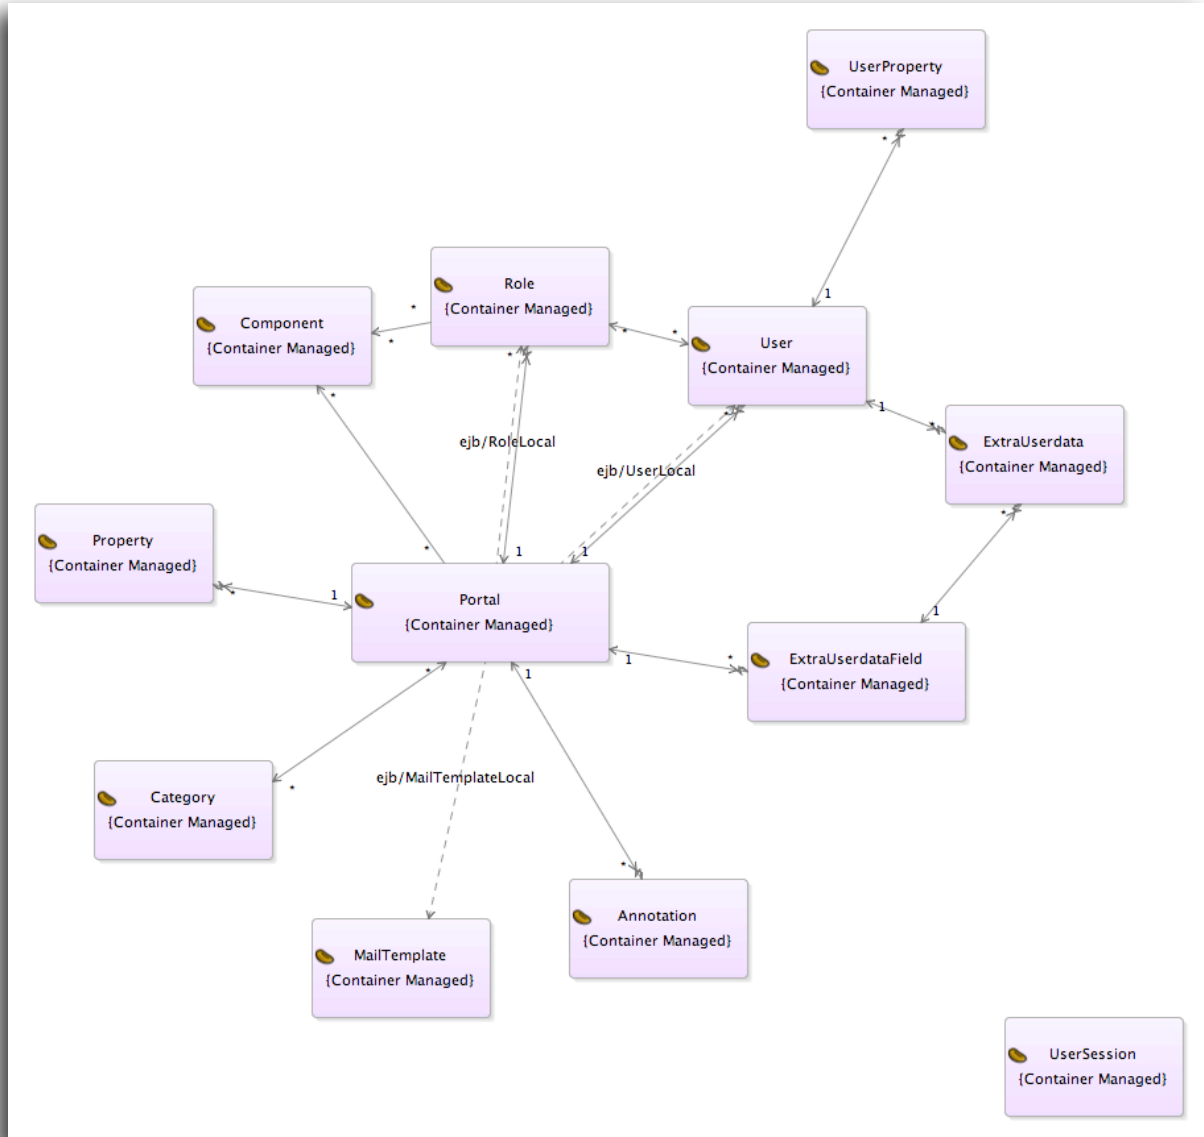 UserProperty
{Container Managed}
*
1
Role
{Container Managed}
*
*
*
*
*
Component
{Container Managed}
*
User
{Container Managed}
*
1
*
ExtraUserdata
{Container Managed}
*
ejb/RoleLocal
ejb/UserLocal
Property
{Container Managed}
*
1
*
1
1
Portal
{Container Managed}
*
1
1
*
1
ExtraUserdataField
{Container Managed}
ejb/MailTemplateLocal
Category
{Container Managed}
*
*
Annotation
{Container Managed}
MailTemplate
{Container Managed}
UserSession
{Container Managed}